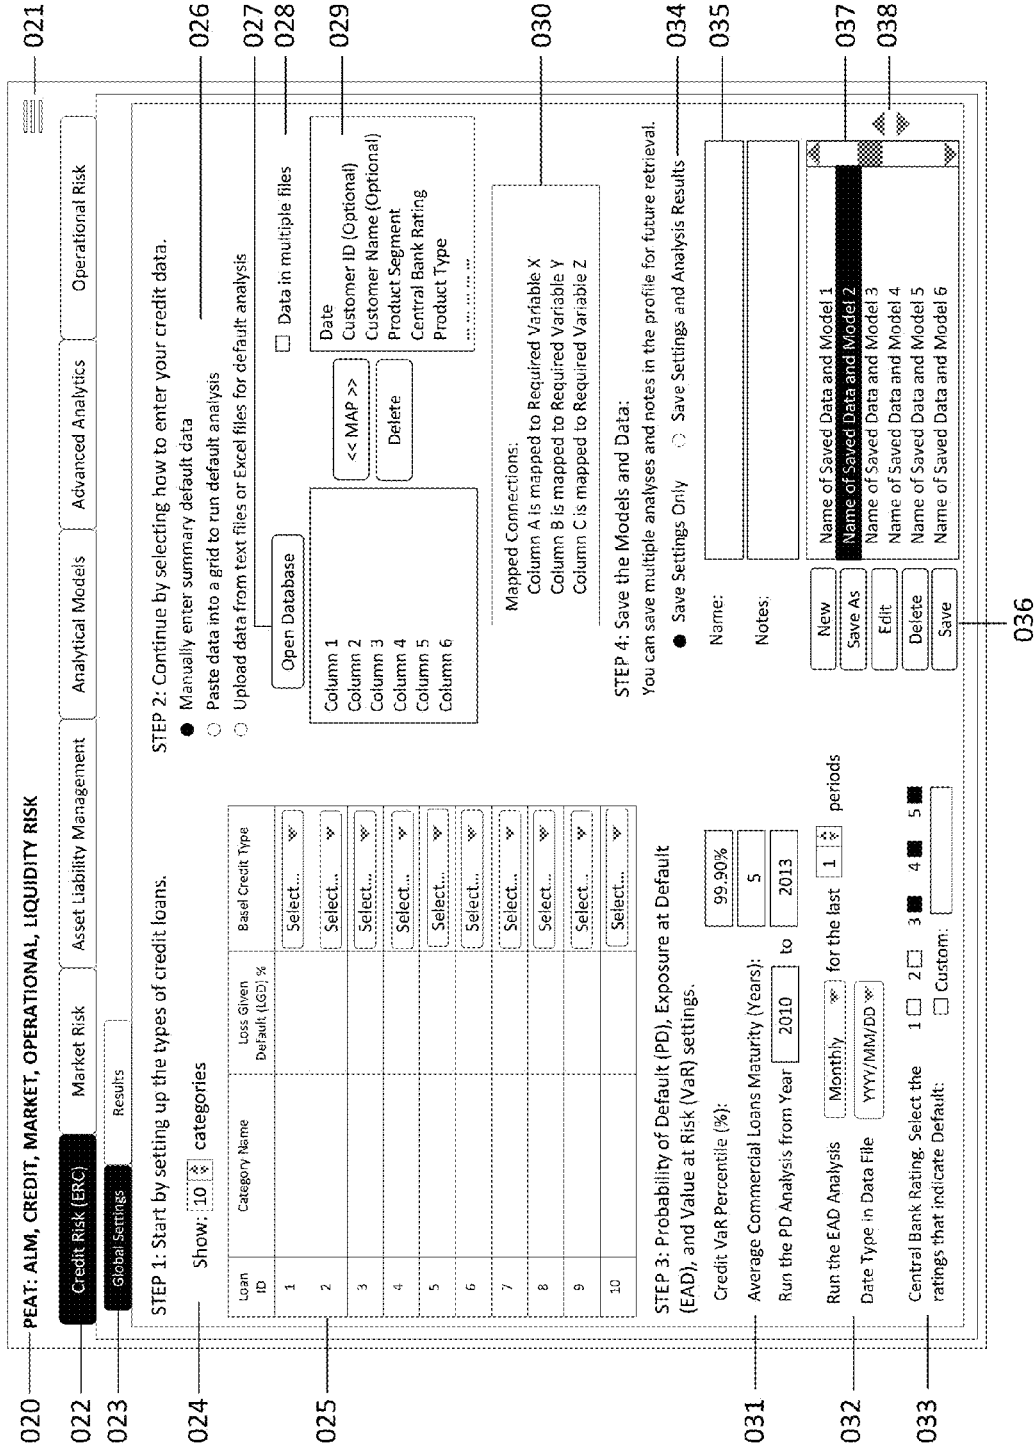 020
PEAT: ALM, CREDIT, MARKET, OPERATIONAL, LIQUIDITY RISK
021
022
Credit Risk (ERC)
Market Risk
Asset Liability Management
Analytical Models
Advanced Analytics
Operational Risk
023
Global Settings
Results
STEP 1: Start by setting up the types of credit loans.
024
Show: 10 categories
025
Loan ID
Category Name
Loss Given Default (LGD) %
Basel Credit Type
1 Select...
2 Select...
3 Select...
4 Select...
5 Select...
6 Select...
7 Select...
8 Select...
9 Select...
10 Select...
STEP 2: Continue by selecting how to enter your credit data.
Manually enter summary default data
026
Paste data into a grid to run default analysis
Upload data from text files or Excel files for default analysis
027
Open Database
Data in multiple files
028
Column 1
Column 2
Column 3
Column 4
Column 5
Column 6
<< MAP >>
Delete
Date
Customer ID (Optional)
Customer Name (Optional)
Product Segment
Central Bank Rating
Product Type
... ... ... ... ...
029
Mapped Connections:
Column A is mapped to Required Variable X
Column B is mapped to Required Variable Y
Column C is mapped to Required Variable Z
030
STEP 3: Probability of Default (PD), Exposure at Default
(EAD), and Value at Risk (VaR) settings.
Credit VaR Percentile (%): 99.90%
031
Average Commercial Loans Maturity (Years): 5
Run the PD Analysis from Year 2010 to 2013
Run the EAD Analysis Monthly for the last 1 periods
032
Date Type in Data File YYYY/MM/DD
Central Bank Rating, Select the 1 2 3 4 5
033
ratings that indicate Default: Custom:
STEP 4: Save the Models and Data:
You can save multiple analyses and notes in the profile for future retrieval.
Save Settings Only Save Settings and Analysis Results
034
Name:
035
Notes:
New
Save As
Edit
Delete
Save
036
Name of Saved Data and Model 1
Name of Saved Data and Model 2
Name of Saved Data and Model 3
Name of Saved Data and Model 4
Name of Saved Data and Model 5
Name of Saved Data and Model 6
037
038